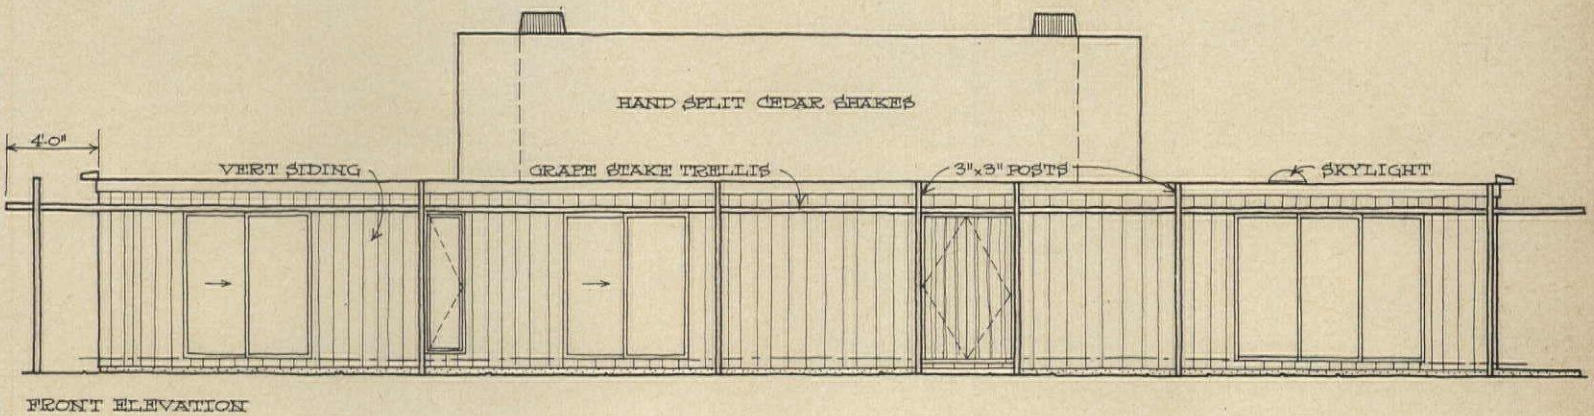 HAND SPLIT CEDAR SHAKES
4'0"
VERT SIDING
GRAPE STAKE TRELLIS
3"x3" POSTS
SKYLIGHT
FRONT ELEVATION